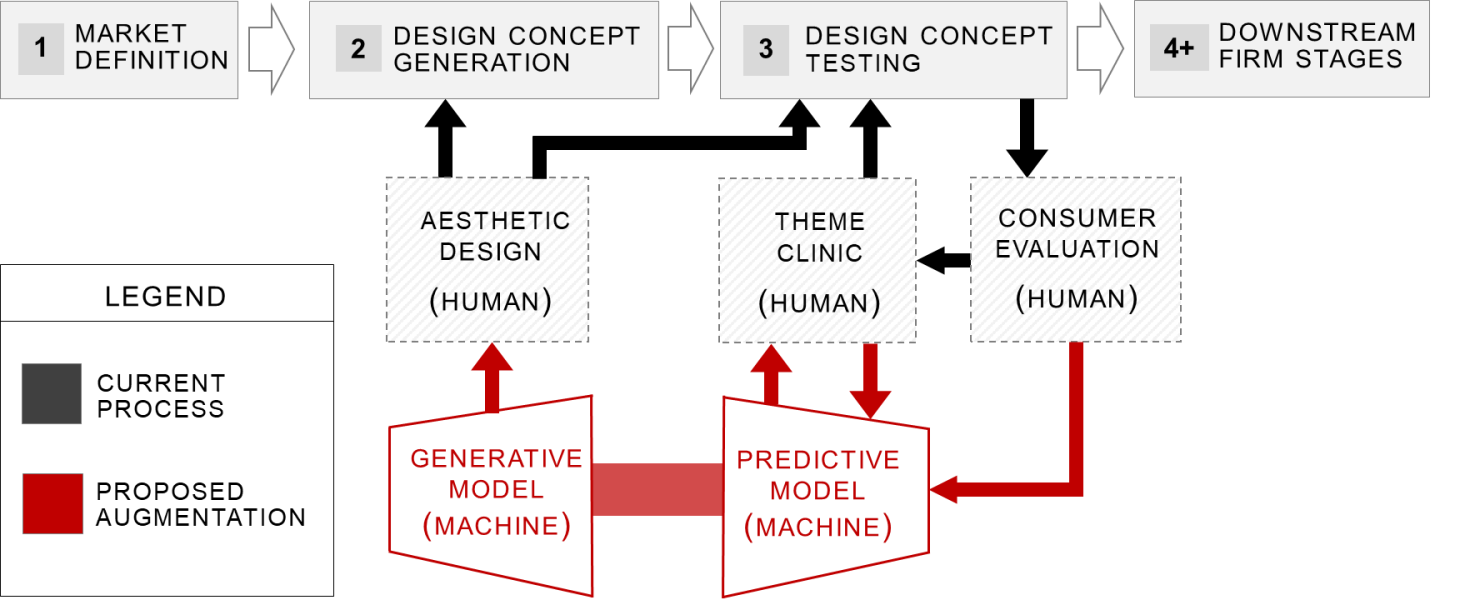 1
MARKET
DEFINITION
2
DESIGN CONCEPT
GENERATION
3
DESIGN CONCEPT
TESTING
4+
DOWNSTREAM
FIRM STAGES
AESTHETIC
DESIGN
(HUMAN)
THEME
CLINIC
(HUMAN)
CONSUMER
EVALUATION
(HUMAN)
LEGEND
CURRENT
PROCESS
PROPOSED
AUGMENTATION
GENERATIVE
MODEL
(MACHINE)
PREDICTIVE
MODEL
(MACHINE)